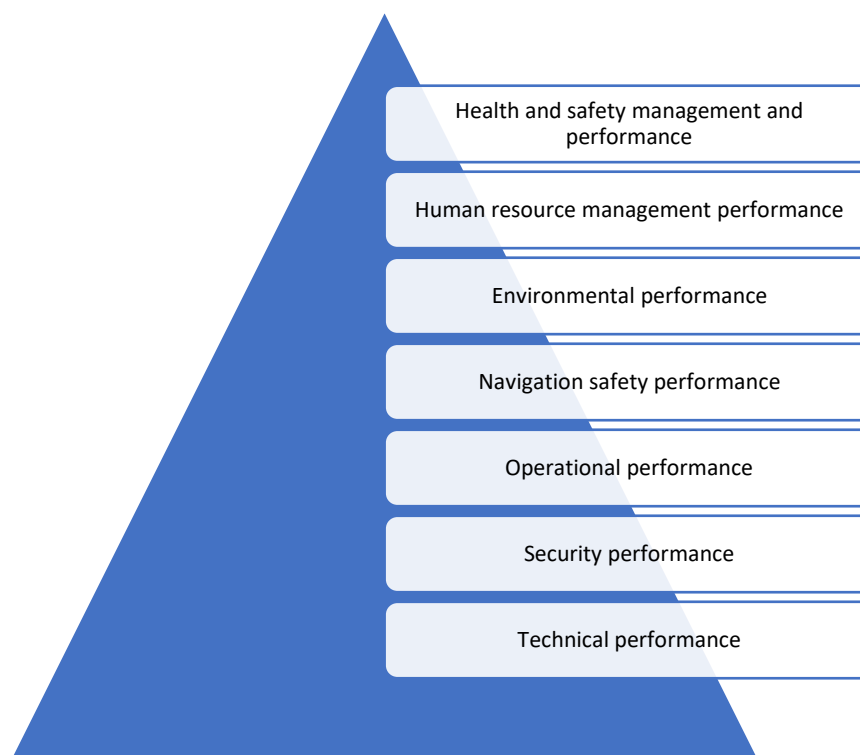 Health and safety management and
performance
Human resource management performance
Environmental performance
Navigation safety performance
Operational performance
Security performance
Technical performance